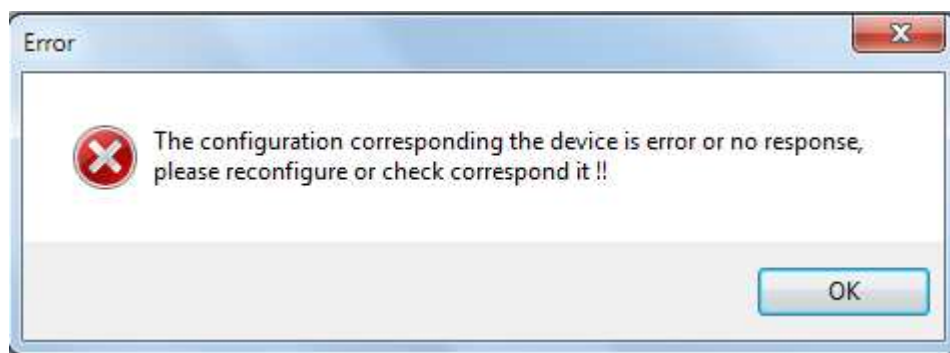 Error
The configuration corresponding the device is error or no response,
please reconfigure or check correspond it !!
OK